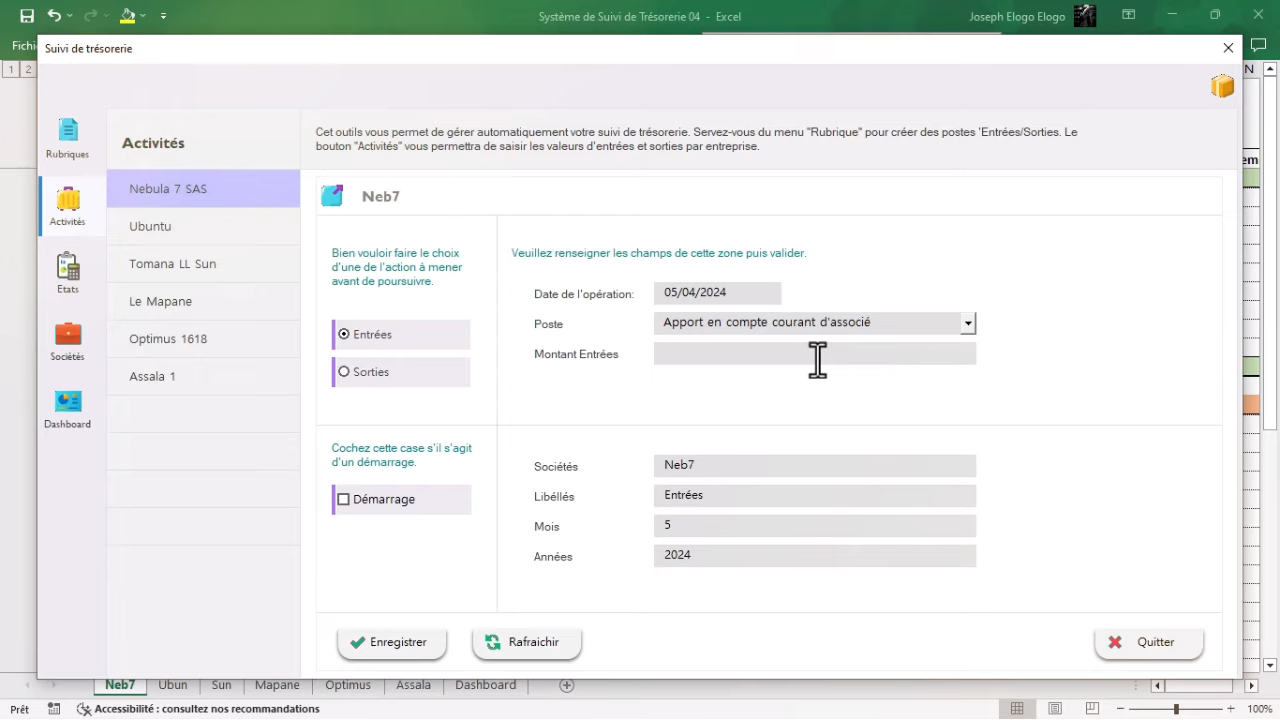 Système de Suivi de Trésorerie 04 - Excel
Joseph Elogo Elogo
Fichi
Suivi de trésorerie
1 2
N
Rubriques
Activités
Etats
Sociétés
Dashboard
Activités
Nebula 7 SAS
Ubuntu
Tomana LL Sun
Le Mapane
Optimus 1618
Assala 1
Cet outils vous permet de gérer automatiquement votre suivi de trésorerie. Servez-vous du menu "Rubrique" pour créer des postes 'Entrées/Sorties. Le
bouton "Activités" vous permettra de saisir les valeurs d'entrées et sorties par entreprise.
em
Neb7
Bien vouloir faire le choix
d'une de l'action à mener
avant de poursuivre.
Entrées
Sorties
Veuillez renseigner les champs de cette zone puis valider.
Date de l'opération: 05/04/2024
Poste Apport en compte courant d'associé
Montant Entrées
Cochez cette case s'il s'agit
d'un démarrage.
Démarrage
Sociétés Neb7
Libéllés Entrées
Mois 5
Années 2024
Enregistrer
Rafraichir
Quitter
Neb7 Ubun Sun Mapane Optimus Assala Dashboard
Prêt
Accessibilité : consultez nos recommandations
100%